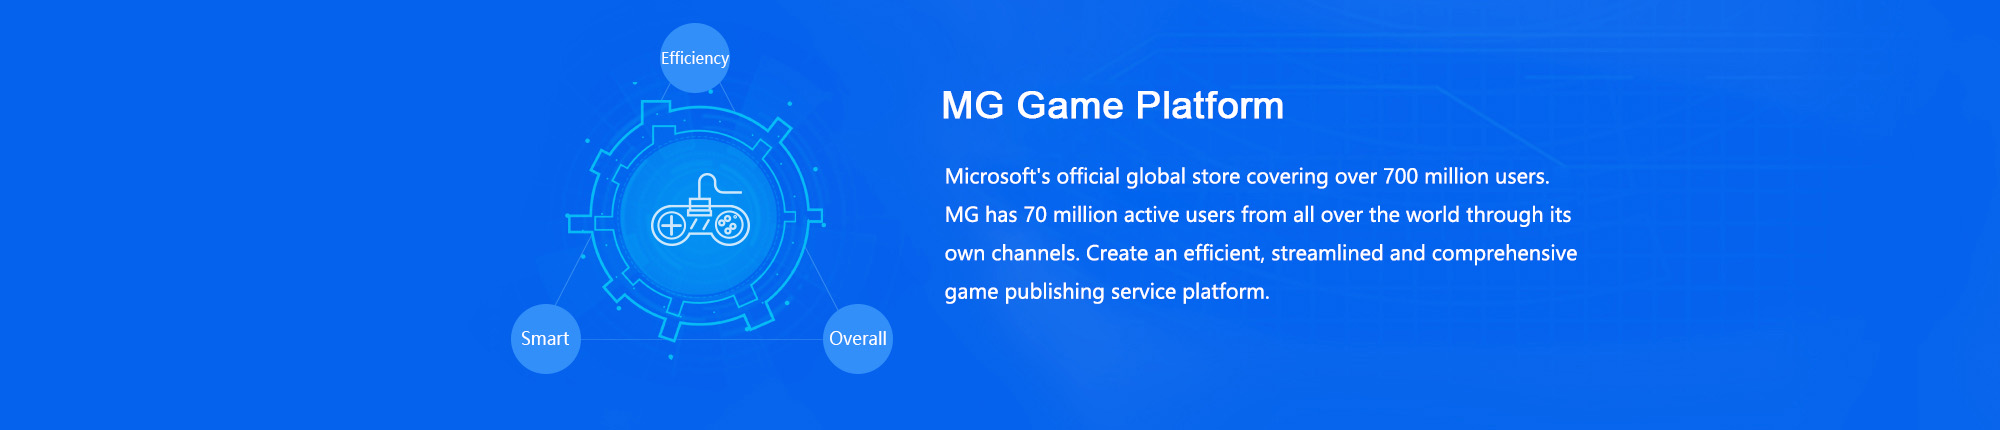 Efficiency
Smart
Overall
MG Game Platform
Microsoft's official global store covering over 700 million users.
MG has 70 million active users from all over the world through its
own channels. Create an efficient, streamlined and comprehensive
game publishing service platform.